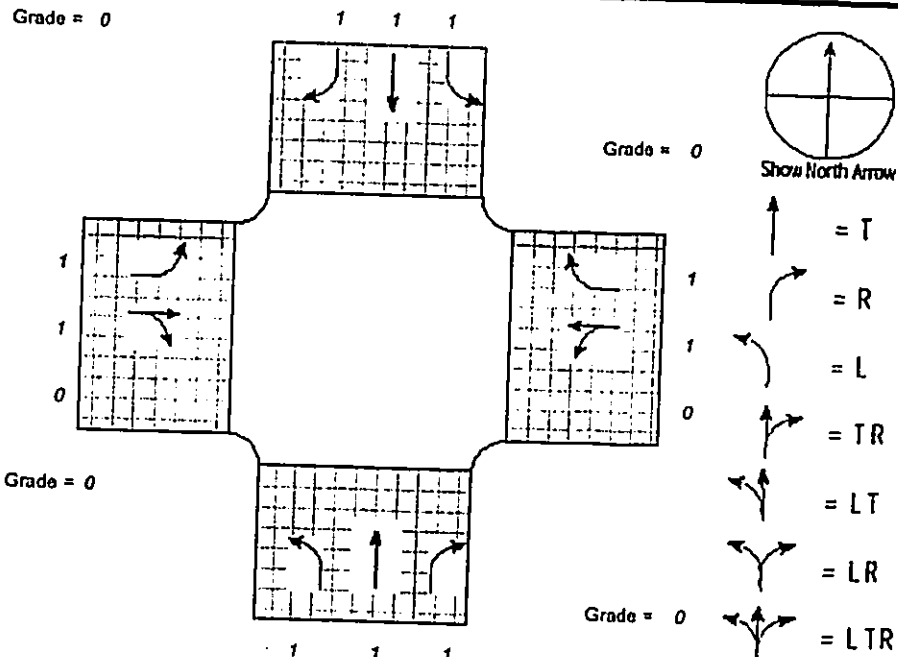 Grade = 0
1 1 1
Grade = 0
Show North Arrow
1
1
0
1
1
0
= T
= R
= L
= TR
= LT
= LR
= LTR
Grade = 0
Grade = 0
1 1 1